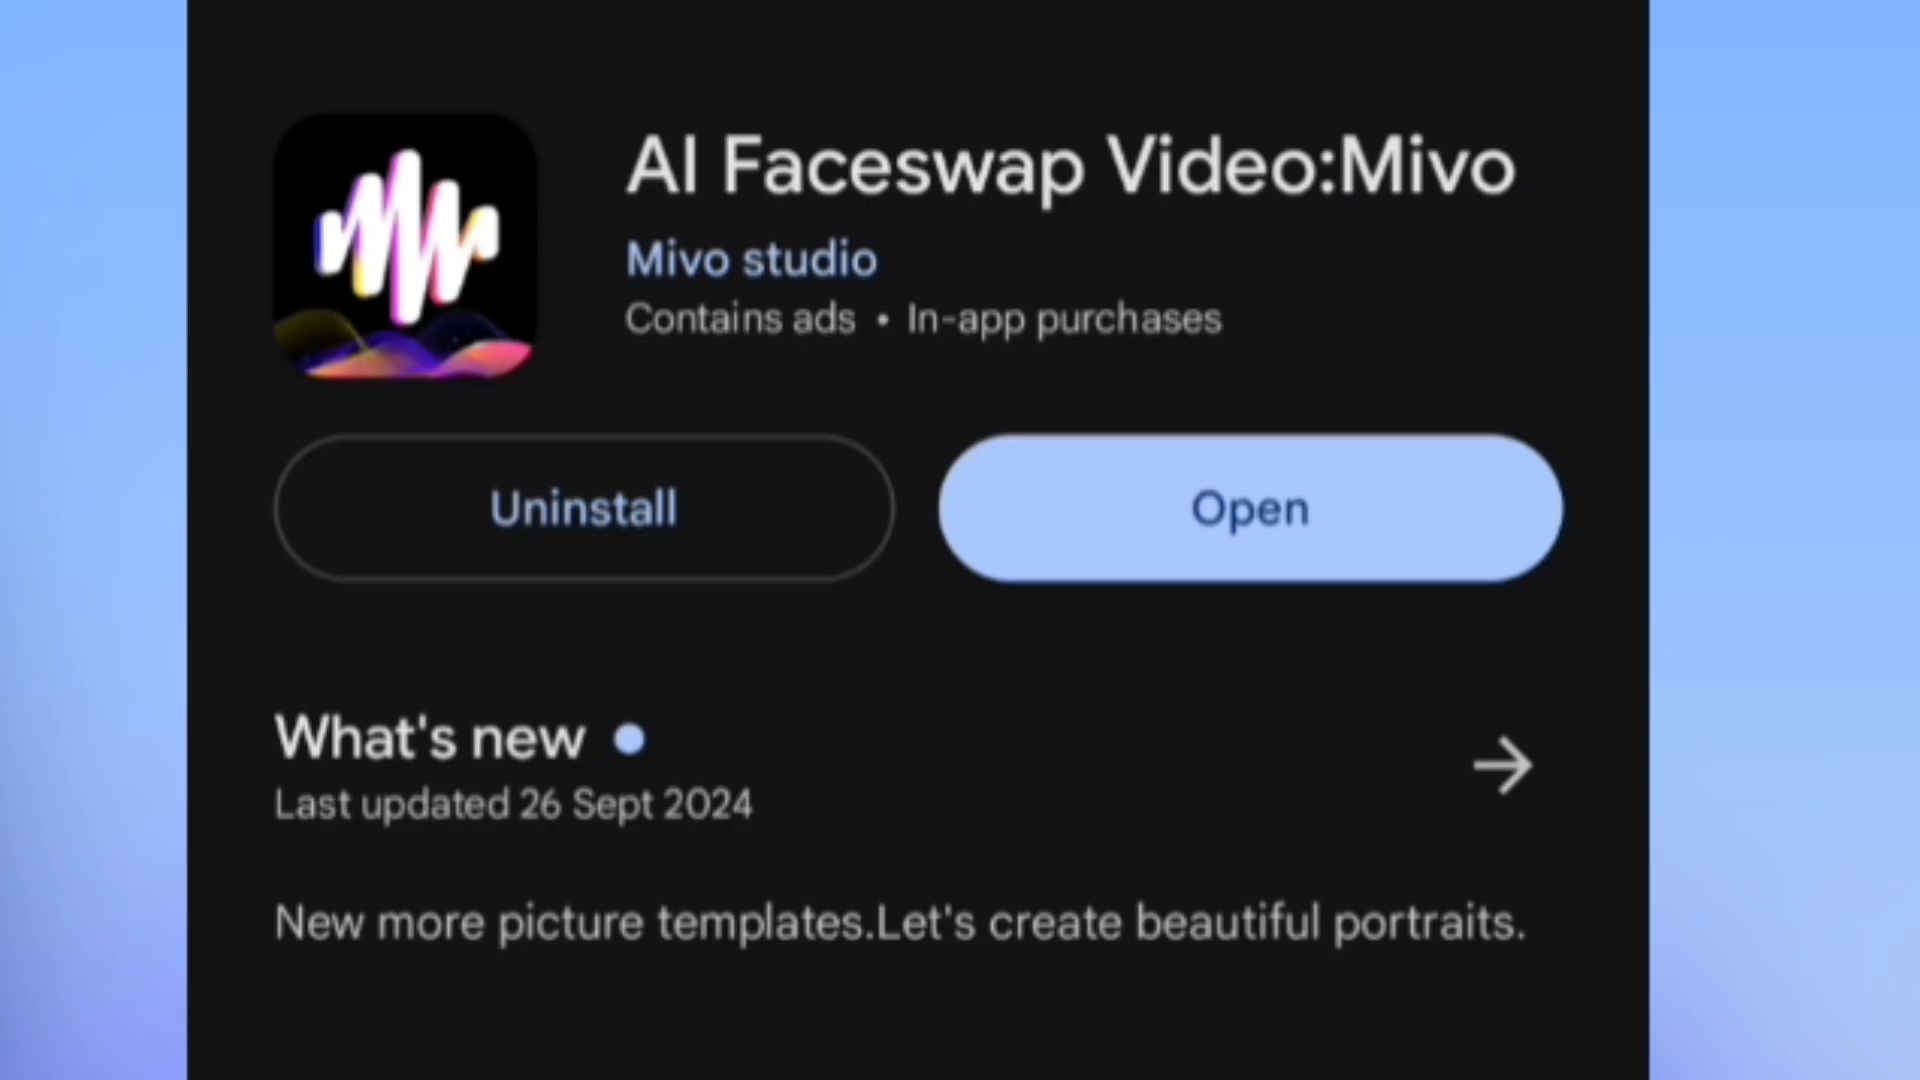 AI Faceswap Video:Mivo
Mivo studio
Contains ads • In-app purchases
Uninstall
Open
What's new
Last updated 26 Sept 2024
New more picture templates.Let's create beautiful portraits.